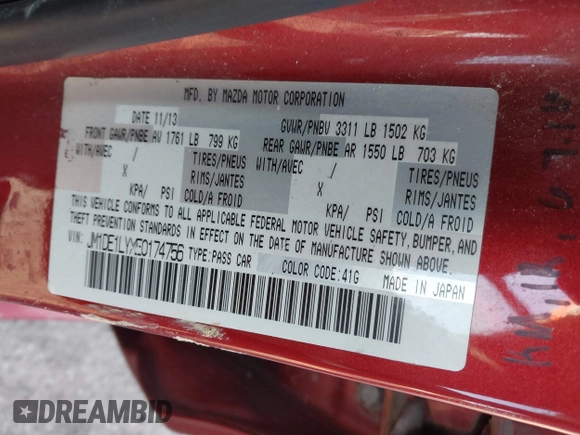 MFD. BY MAZDA MOTOR CORPORATION
DATE 11/13
GVWR/PNBV 3311 LB 1502 KG
FRONT GAWR/PNBE AV 1761 LB 799 KG
REAR GAWR/PNBE AR 1550 LB 703 KG
WITH/AVEC / TIRES/PNEUS
WITH/AVEC / TIRES/PNEUS
X RIMS/JANTES
X RIMS/JANTES
KPA/ PSI COLD/A FROID
KPA/ PSI COLD/A FROID
THIS VEHICLE CONFORMS TO ALL APPLICABLE FEDERAL MOTOR VEHICLE SAFETY, BUMPER, AND
THEFT PREVENTION STANDARDS IN EFFECT ON THE DATE OF MANUFACTURE SHOWN ABOVE.
VIN: TYPE:PASS CAR COLOR CODE:41G MADE IN JAPAN
DREAMBID